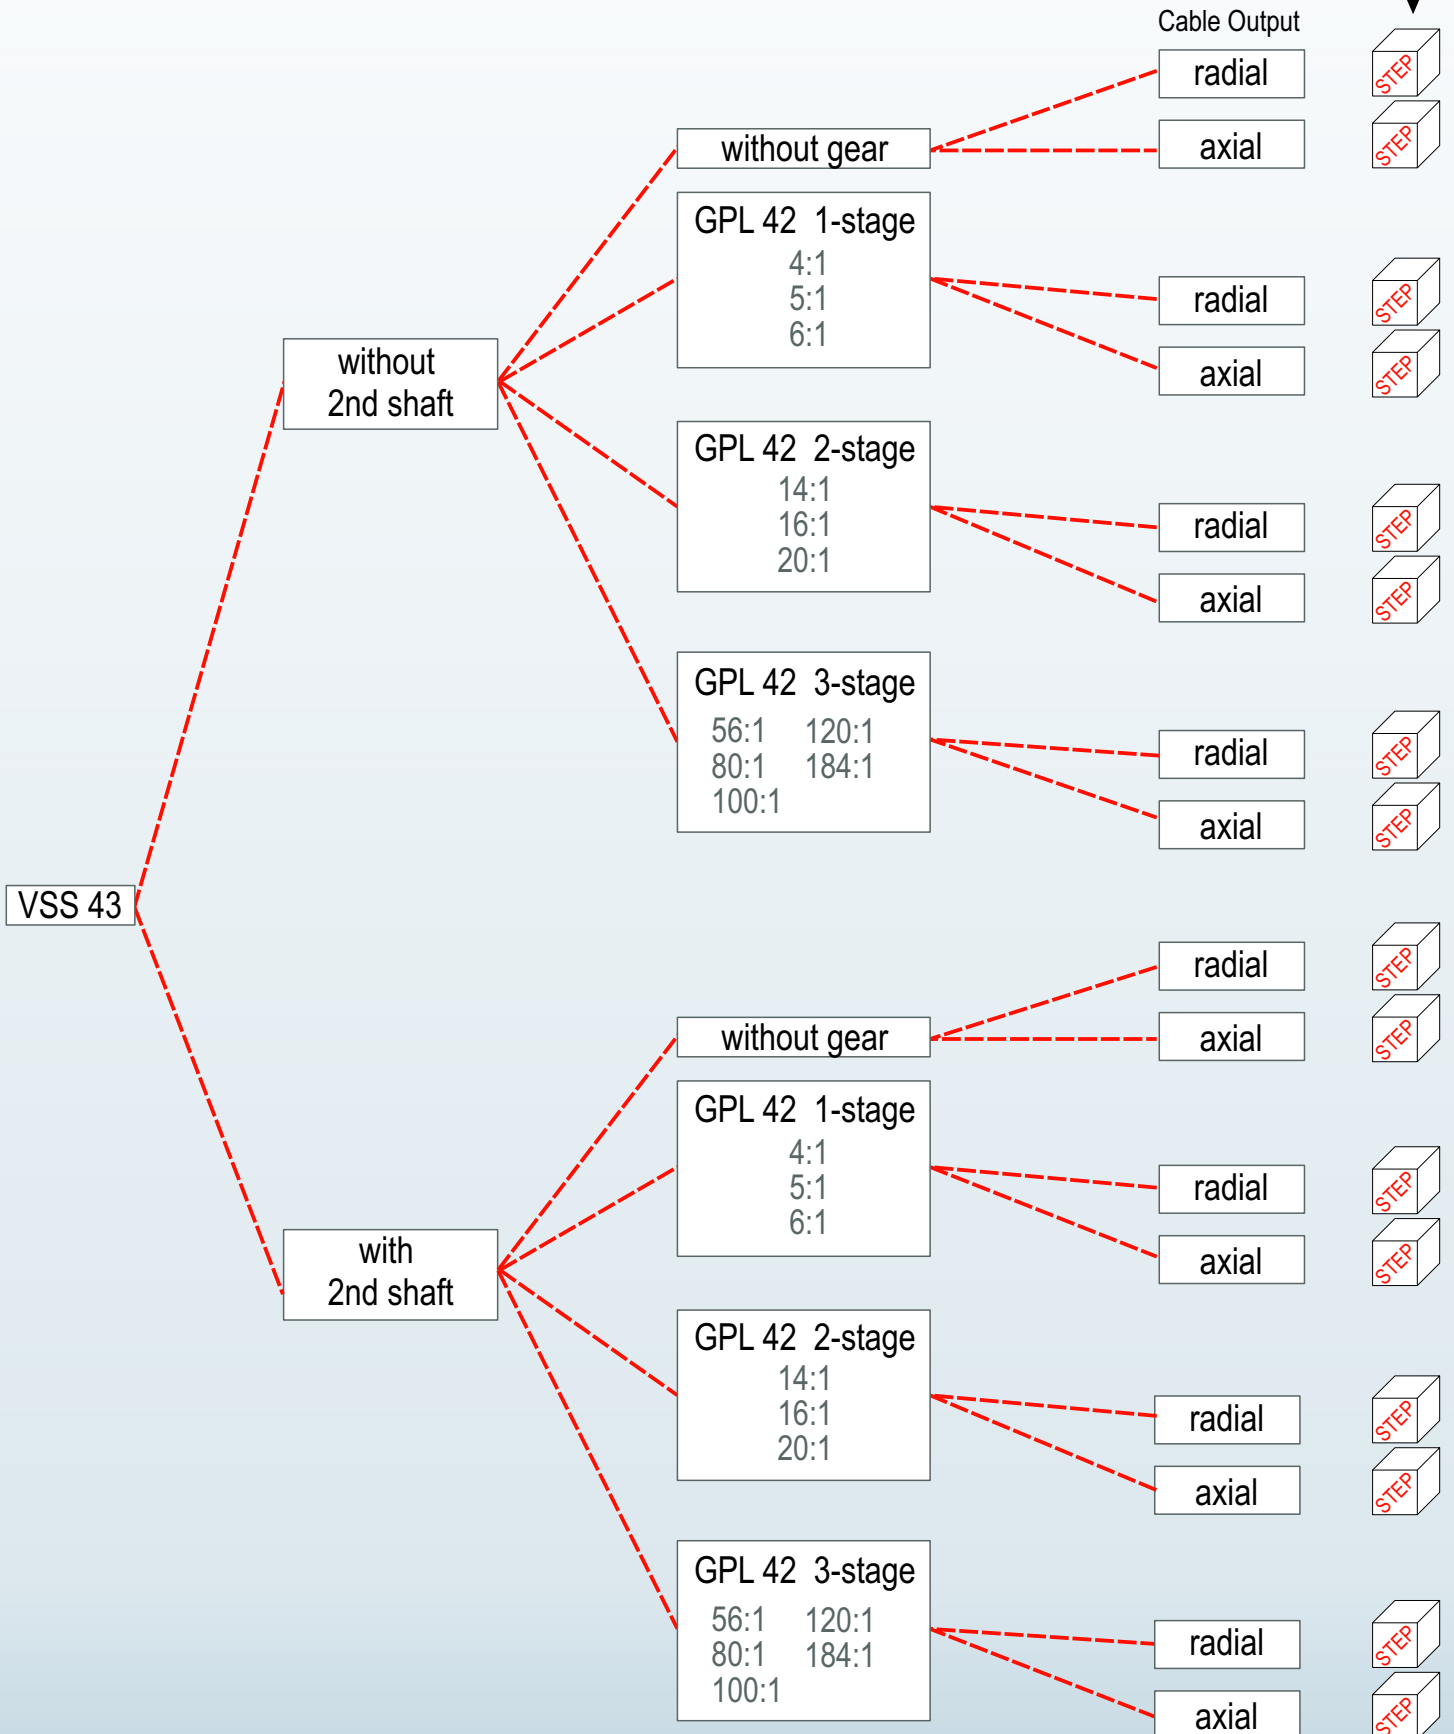 Cable Output
radial
STEP
without gear
axial
STEP
GPL 42 1-stage
4:1
5:1
6:1
radial
STEP
axial
STEP
without
2nd shaft
GPL 42 2-stage
14:1
16:1
20:1
radial
STEP
axial
STEP
GPL 42 3-stage
56:1 120:1
80:1 184:1
100:1
radial
STEP
axial
STEP
VSS 43
radial
STEP
without gear
axial
STEP
GPL 42 1-stage
4:1
5:1
6:1
radial
STEP
axial
STEP
with
2nd shaft
GPL 42 2-stage
14:1
16:1
20:1
radial
STEP
axial
STEP
GPL 42 3-stage
56:1 120:1
80:1 184:1
100:1
radial
STEP
axial
STEP